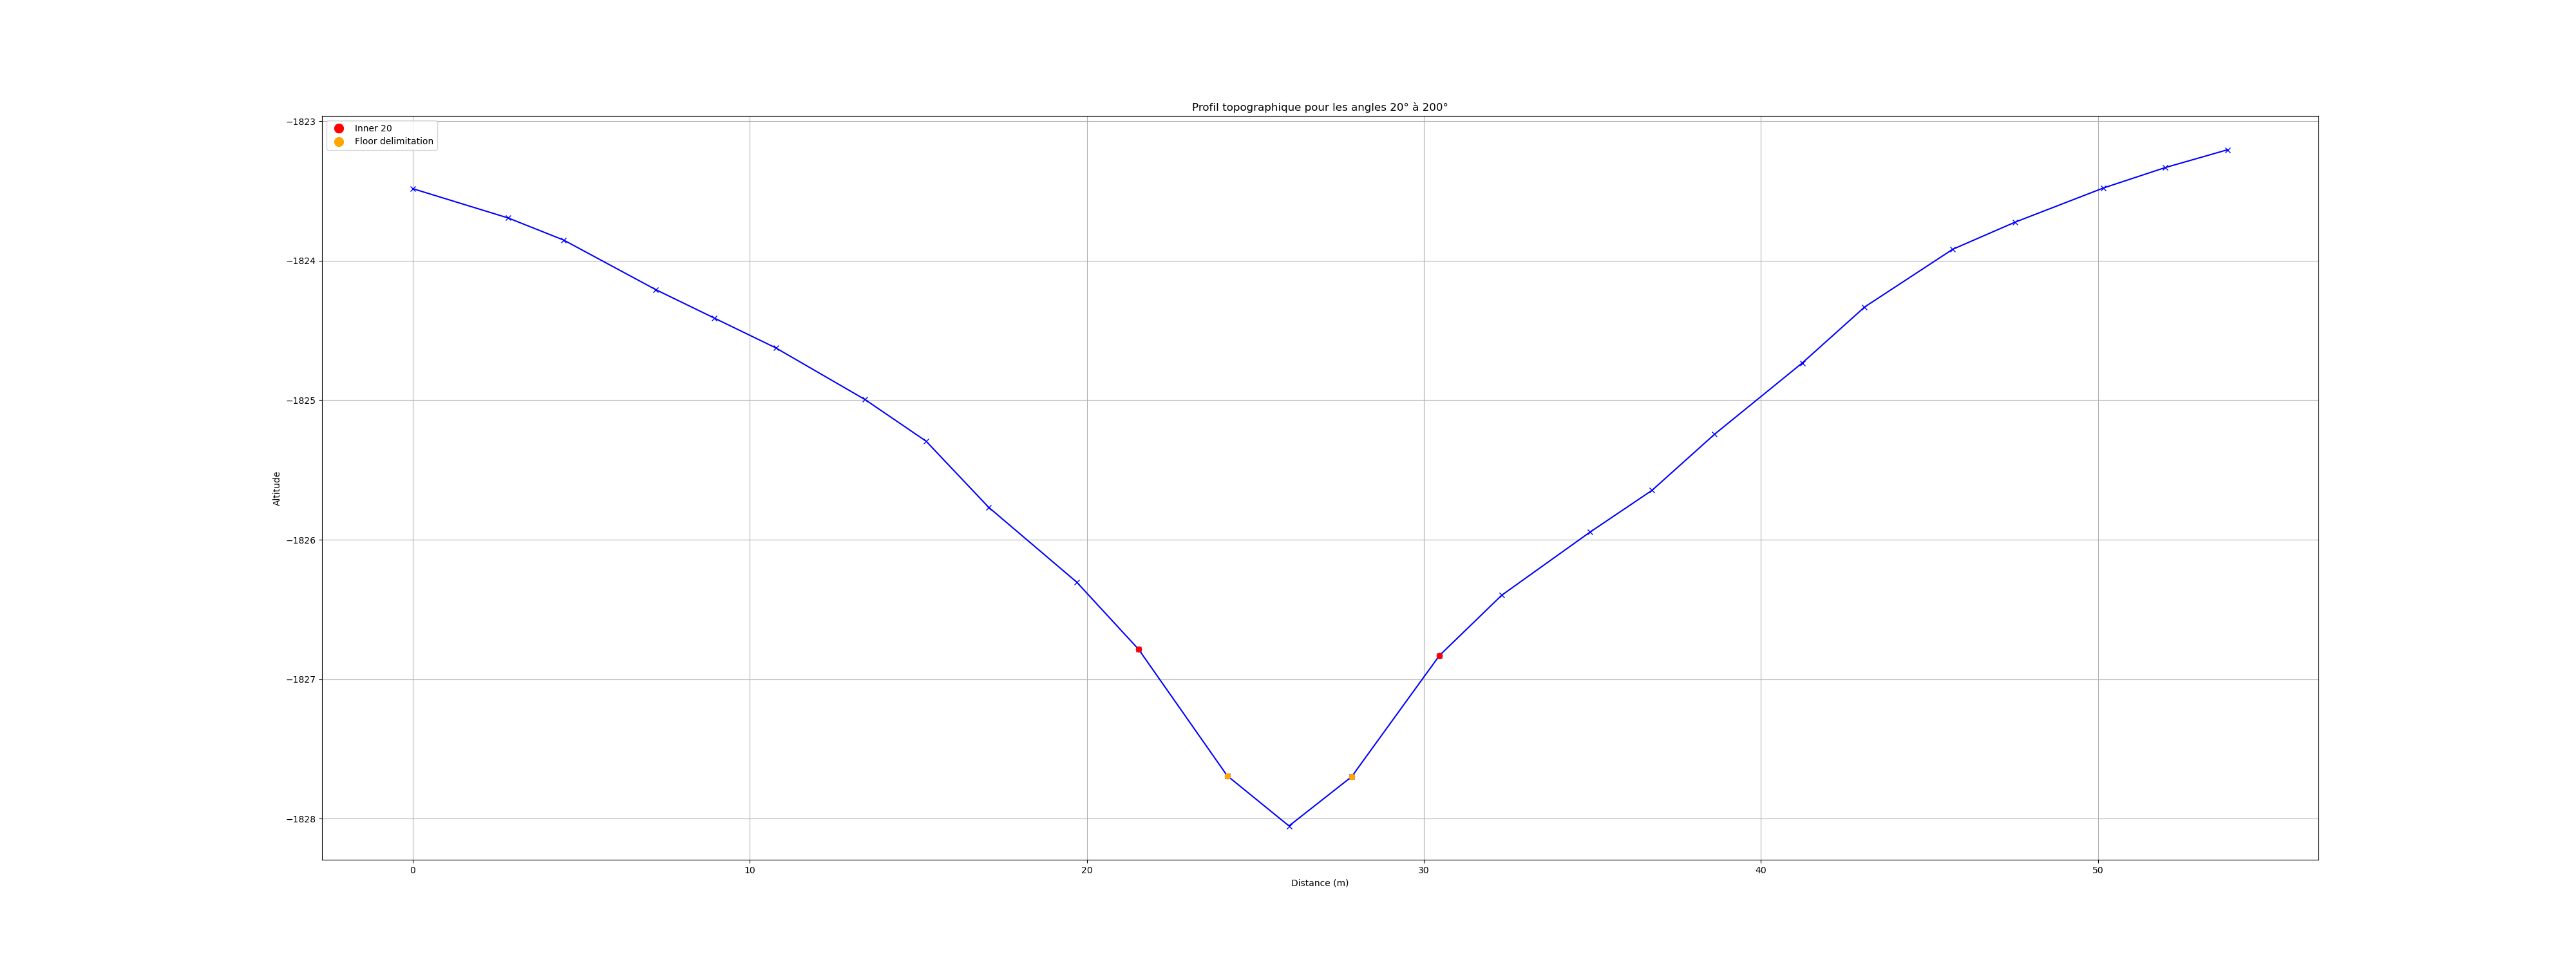 Profil topographique pour les angles 20° à 200°
Inner 20
Floor delimitation
−1823
−1824
−1825
−1826
−1827
−1828
Altitude
0 10 20 30 40 50
Distance (m)